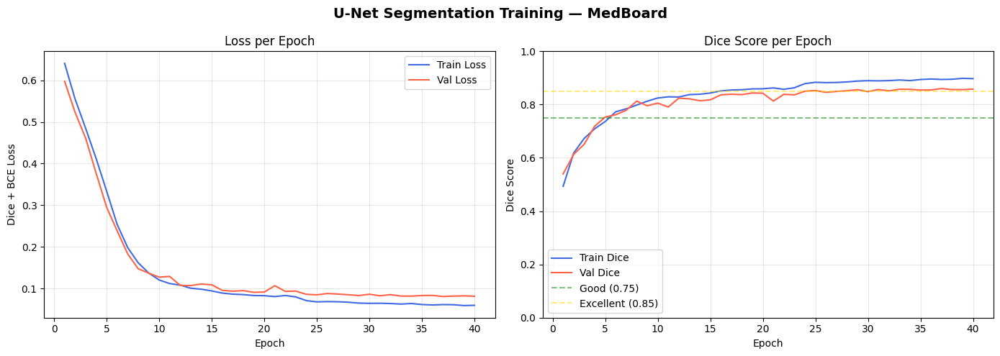 U-Net Segmentation Training — MedBoard
Loss per Epoch
Dice + BCE Loss
0.6
0.5
0.4
0.3
0.2
0.1
0 5 10 15 20 25 30 35 40
Epoch
Train Loss
Val Loss
Dice Score per Epoch
Dice Score
1.0
0.8
0.6
0.4
0.2
0.0
Train Dice
Val Dice
Good (0.75)
Excellent (0.85)
0 5 10 15 20 25 30 35 40
Epoch